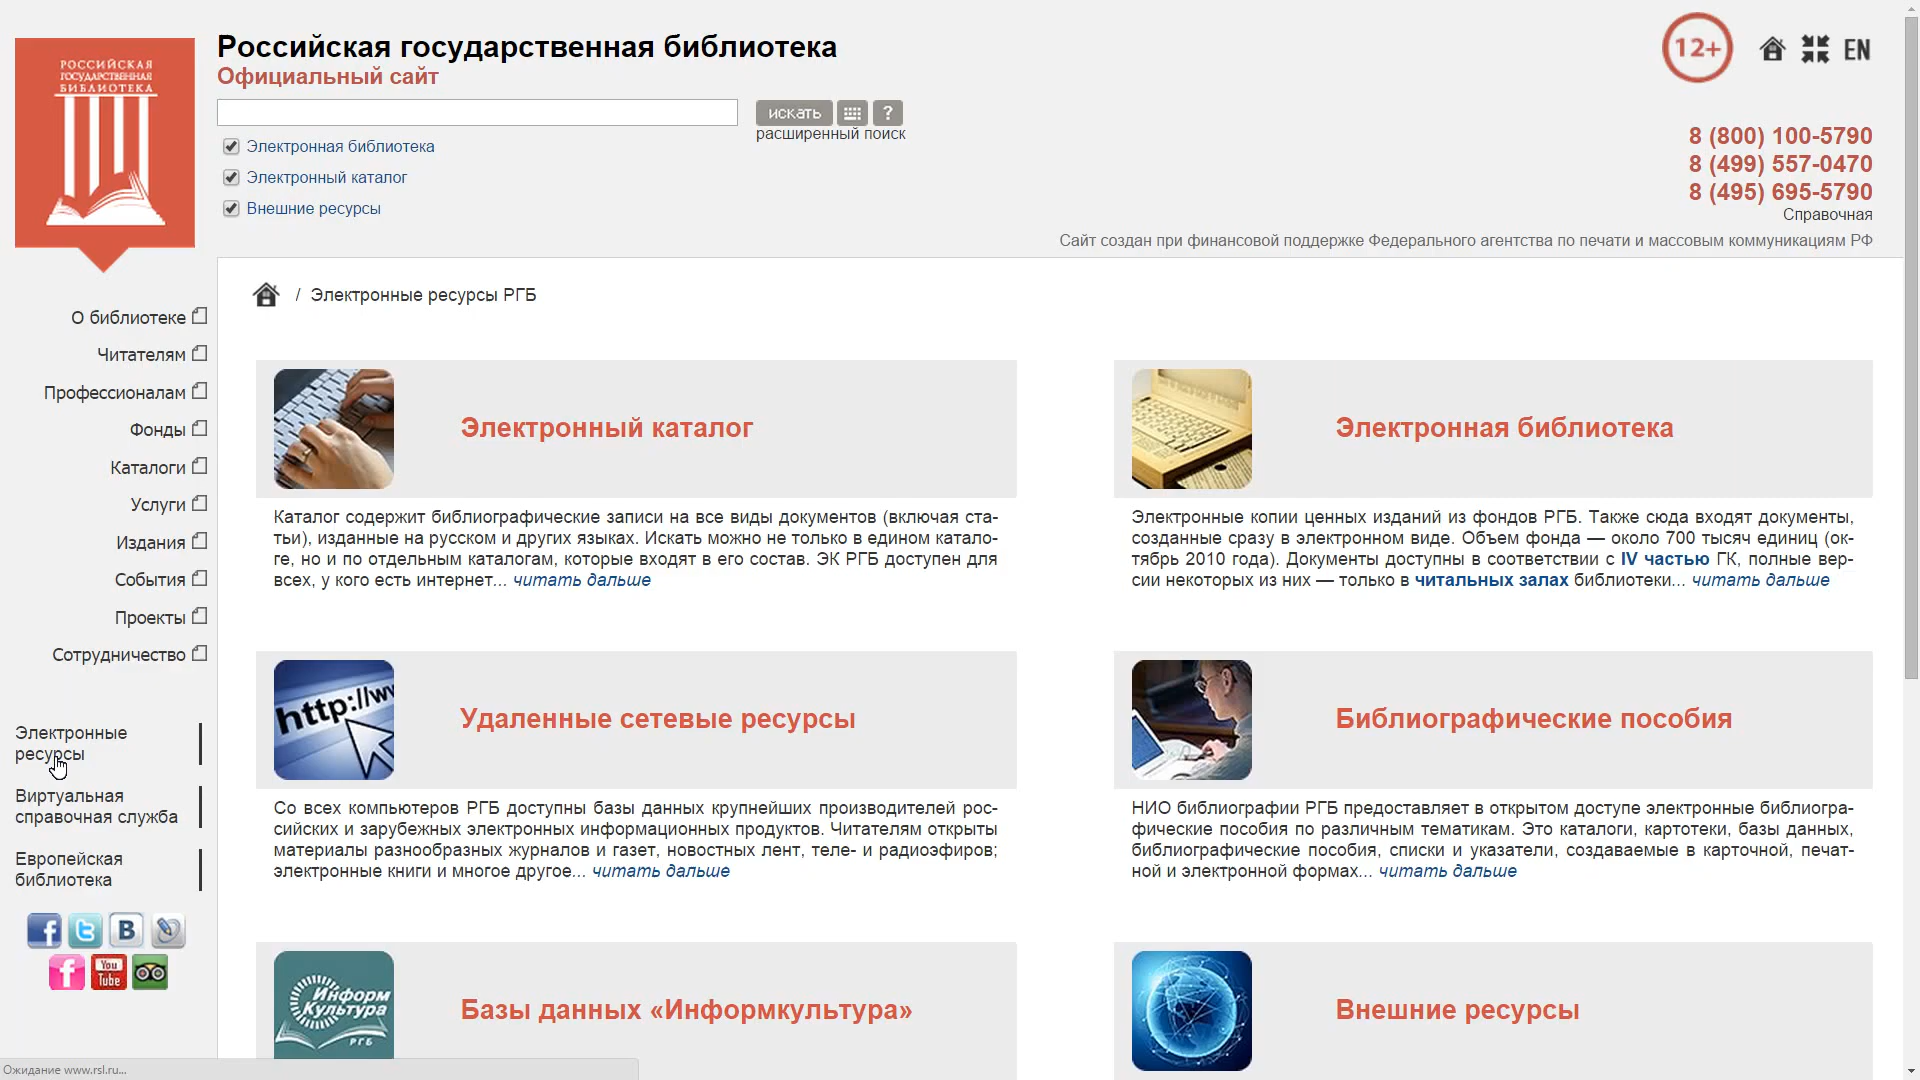 РОССИЙСКАЯ
ГОСУДАРСТВЕННАЯ
БИБЛИОТЕКА
Российская государственная библиотека
Официальный сайт
искать ?
расширенный поиск
Электронная библиотека
Электронный каталог
Внешние ресурсы
12+ EN
8 (800) 100-5790
8 (499) 557-0470
8 (495) 695-5790
Справочная
Сайт создан при финансовой поддержке Федерального агентства по печати и массовым коммуникациям РФ
О библиотеке
Читателям
Профессионалам
Фонды
Каталоги
Услуги
Издания
События
Проекты
Сотрудничество
Электронные
ресурсы
Виртуальная
справочная служба
Европейская
библиотека
f t B
f You
Tube
/ Электронные ресурсы РГБ
Электронный каталог
Каталог содержит библиографические записи на все виды документов (включая ста-
тьи), изданные на русском и других языках. Искать можно не только в едином катало-
ге, но и по отдельным каталогам, которые входят в его состав. ЭК РГБ доступен для
всех, у кого есть интернет... читать дальше
Электронная библиотека
Электронные копии ценных изданий из фондов РГБ. Также сюда входят документы,
созданные сразу в электронном виде. Объем фонда — около 700 тысяч единиц (ок-
тябрь 2010 года). Документы доступны в соответствии с IV частью ГК, полные вер-
сии некоторых из них — только в читальных залах библиотеки... читать дальше
http://ww
Удаленные сетевые ресурсы
Со всех компьютеров РГБ доступны базы данных крупнейших производителей рос-
сийских и зарубежных электронных информационных продуктов. Читателям открыты
материалы разнообразных журналов и газет, новостных лент, теле- и радиоэфиров;
электронные книги и многое другое... читать дальше
Библиографические пособия
НИО библиографии РГБ предоставляет в открытом доступе электронные библиогра-
фические пособия по различным тематикам. Это каталоги, картотеки, базы данных,
библиографические пособия, списки и указатели, создаваемые в карточной, печат-
ной и электронной формах... читать дальше
Информ
Культура
РГБ
Базы данных «Информкультура»
Внешние ресурсы
Ожидание www.rsl.ru...